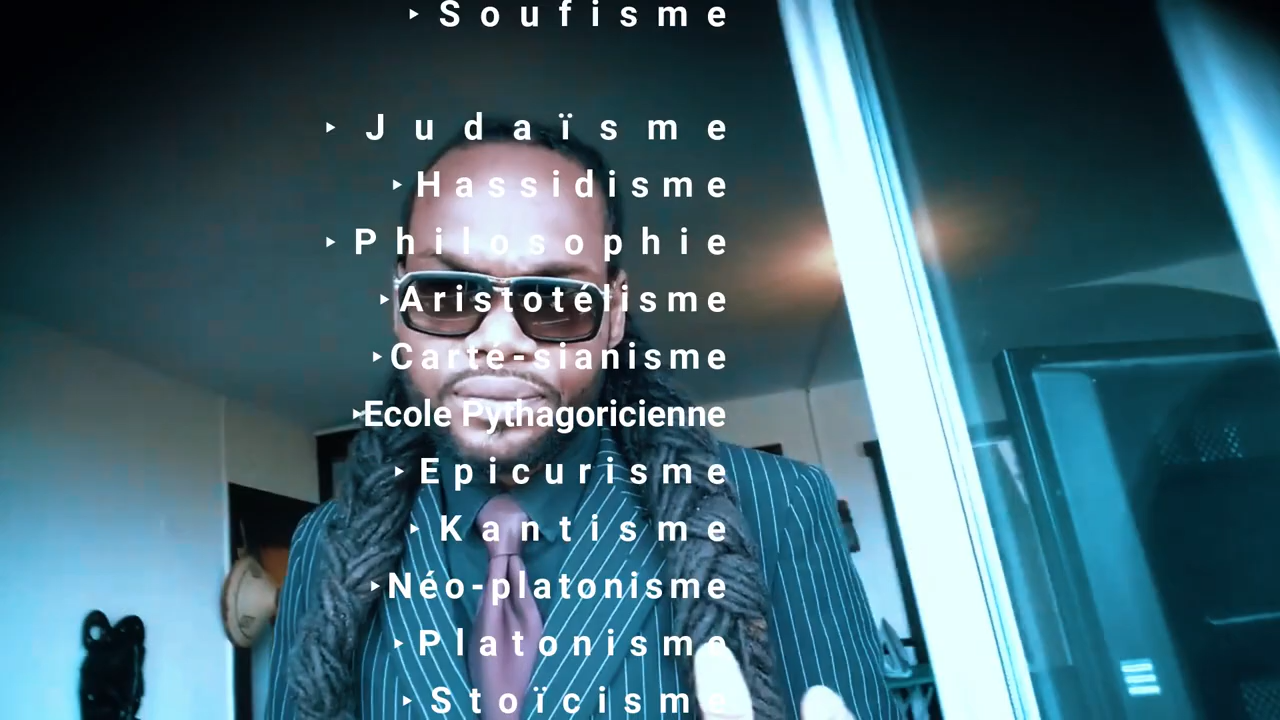 ‣ Soufisme
‣ Judaïsme
‣ Hassidisme
‣ Philosophie
‣ Aristotélisme
‣ Carté-sianisme
‣ Ecole Pythagoricienne
‣ Epicurisme
‣ Kantisme
‣ Néo-platonisme
‣ Platonisme
‣ Stoïcisme